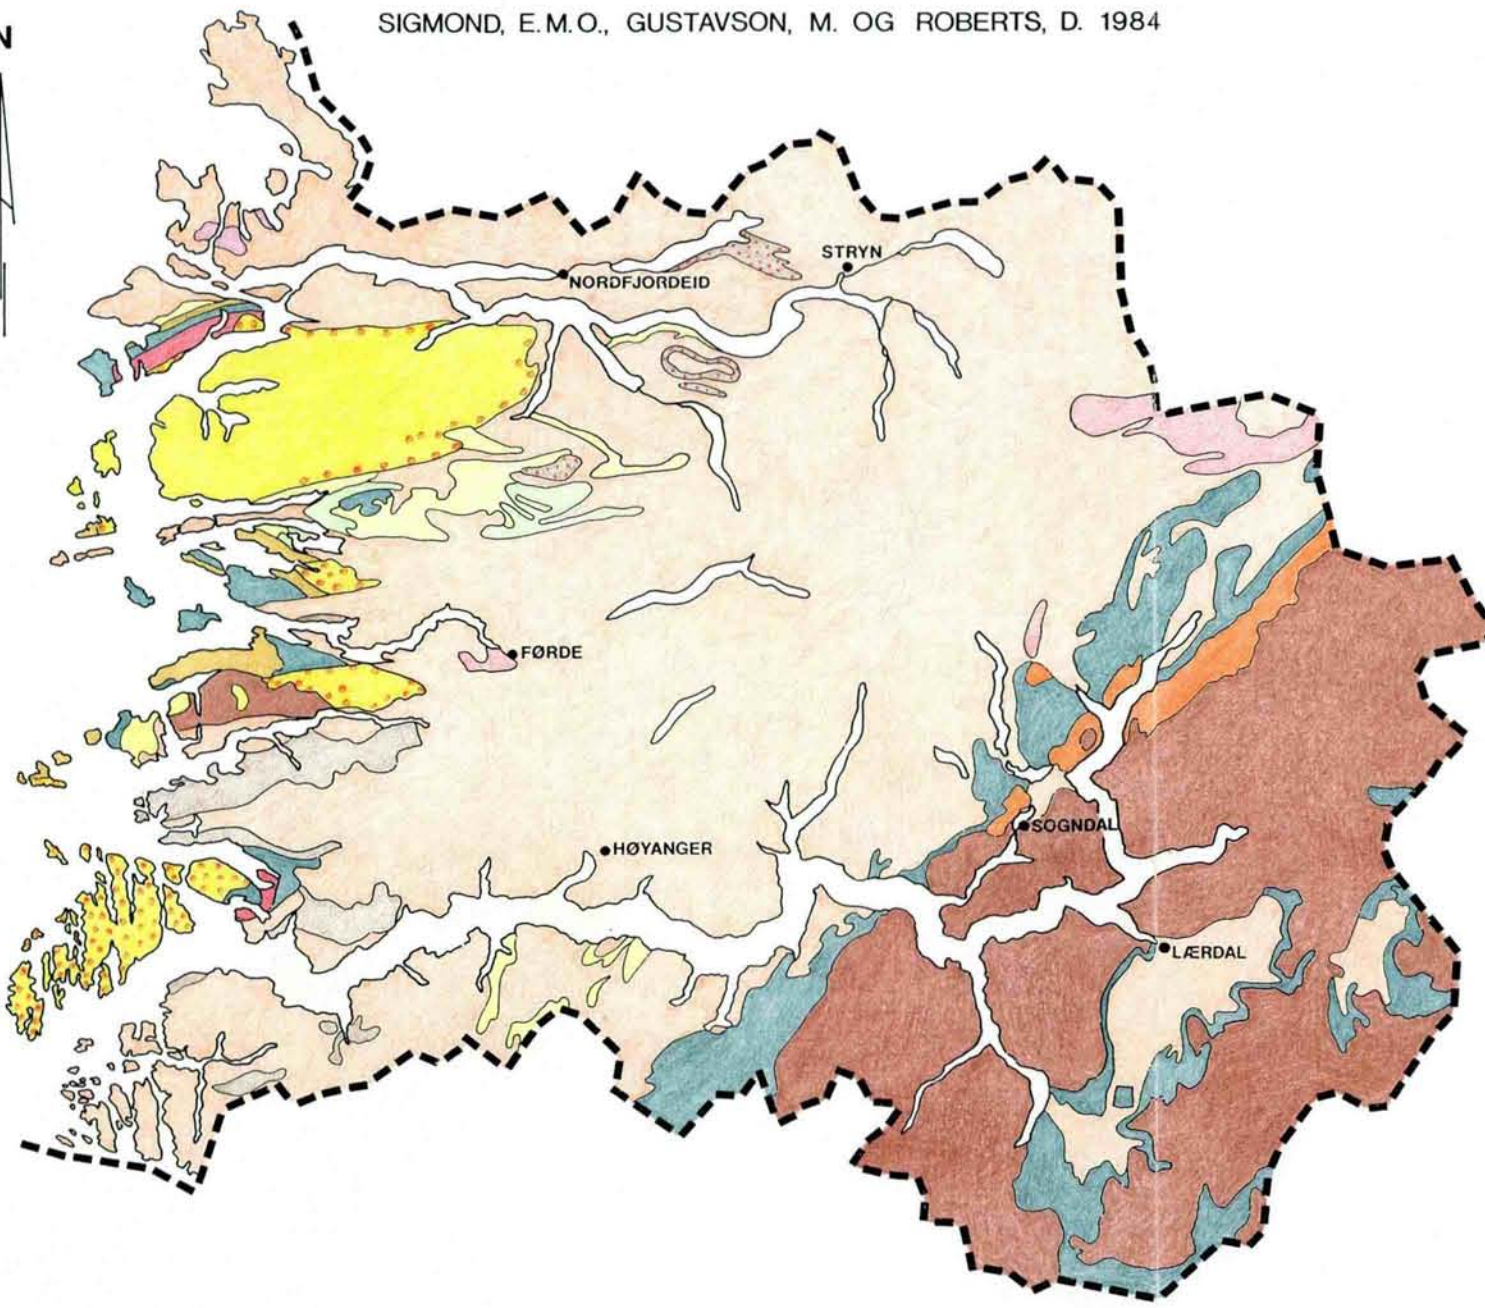 SIGMOND, E.M.O., GUSTAVSON, M. OG ROBERTS, D. 1984
N
STRYN
NORDFJORDEID
FØRDE
SOGNDAL
HØYANGER
LÆRDAL